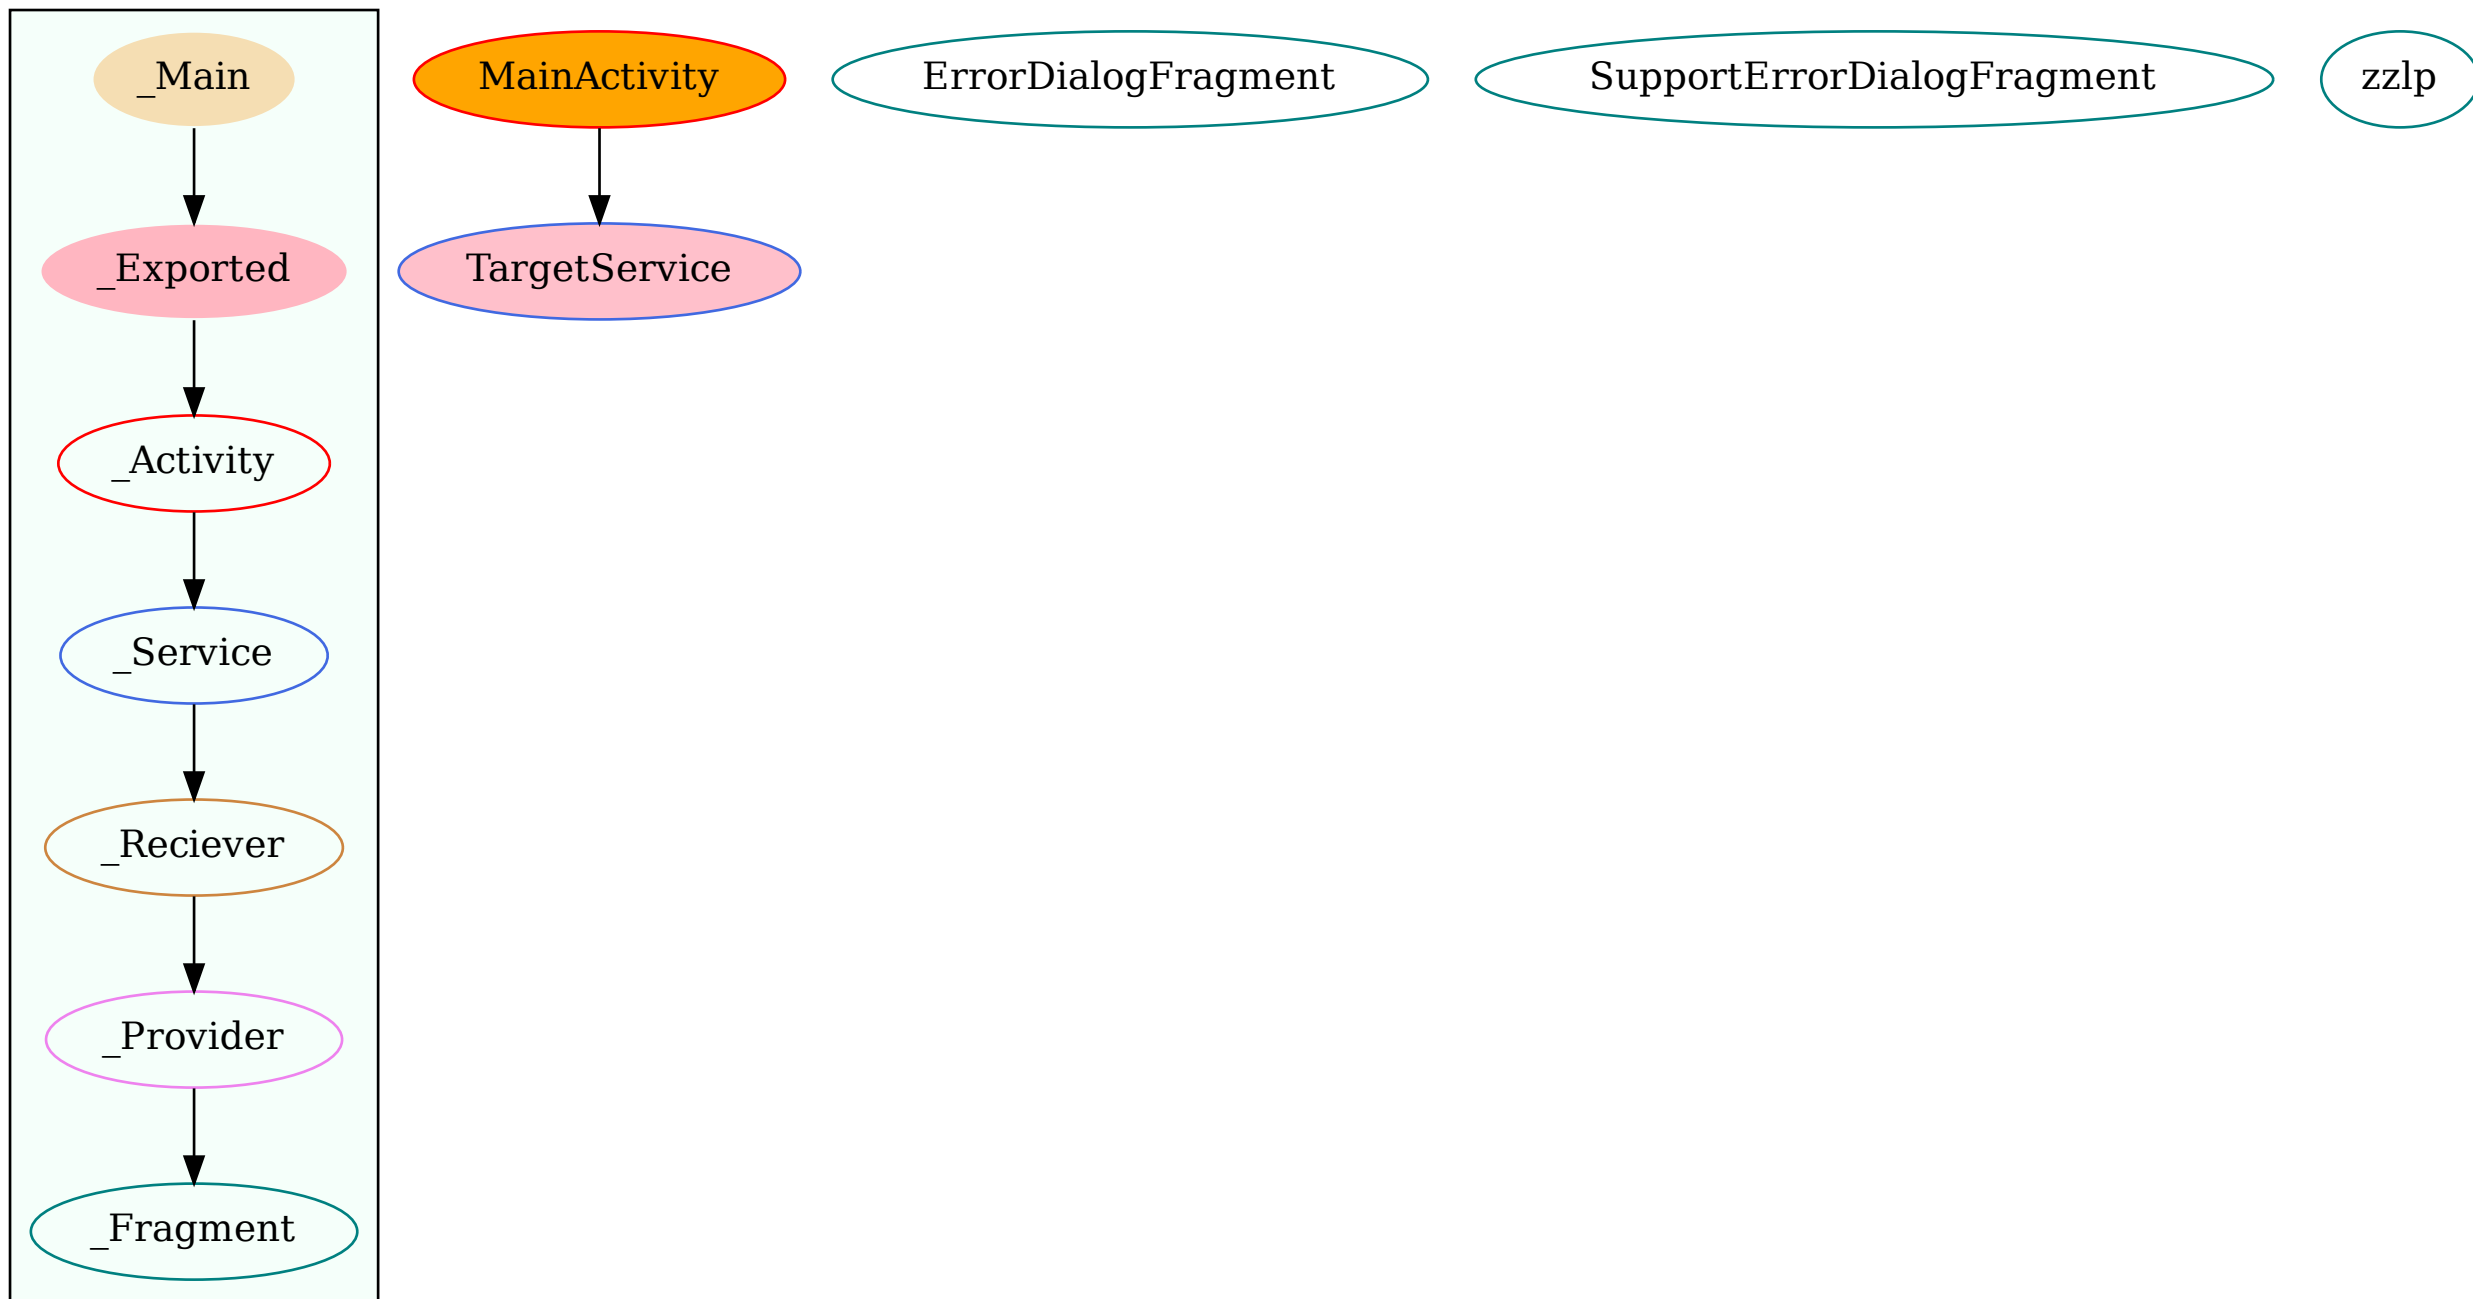 _Main
MainActivity
ErrorDialogFragment
SupportErrorDialogFragment
zzlp
_Exported
TargetService
_Activity
_Service
_Reciever
_Provider
_Fragment